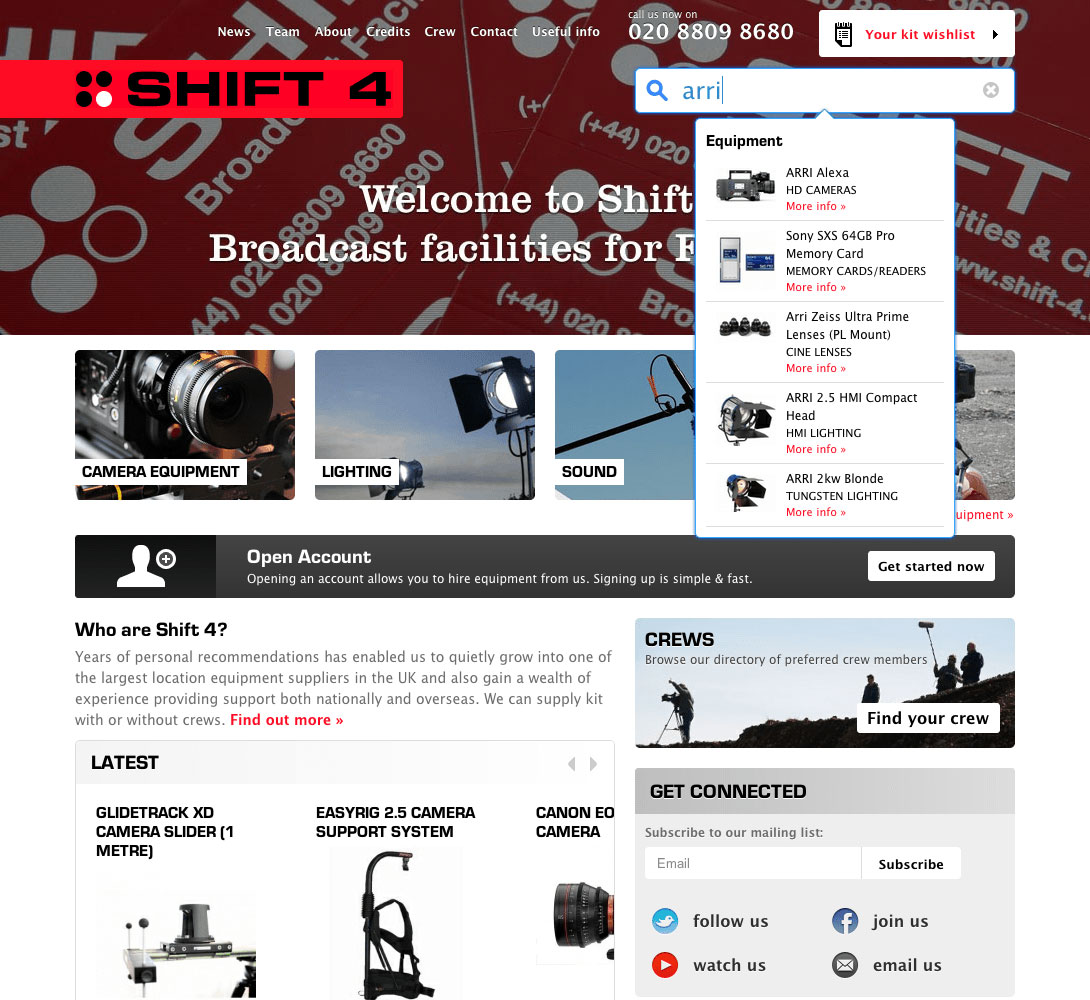 News Team About Credits Crew Contact Useful info
call us now on
020 8809 8680
Your kit wishlist
SHIFT 4
arri
Welcome to Shift
Broadcast facilities for
Equipment
ARRI Alexa
HD CAMERAS
More info »
Sony SXS 64GB Pro
Memory Card
MEMORY CARDS/READERS
More info »
Arri Zeiss Ultra Prime
Lenses (PL Mount)
CINE LENSES
More info »
ARRI 2.5 HMI Compact
Head
HMI LIGHTING
More info »
ARRI 2kw Blonde
TUNGSTEN LIGHTING
More info »
CAMERA EQUIPMENT
LIGHTING
SOUND
uipment »
Open Account
Opening an account allows you to hire equipment from us. Signing up is simple & fast.
Get started now
Who are Shift 4?
Years of personal recommendations has enabled us to quietly grow into one of
the largest location equipment suppliers in the UK and also gain a wealth of
experience providing support both nationally and overseas. We can supply kit
with or without crews. Find out more »
CREWS
Browse our directory of preferred crew members
Find your crew
LATEST
GLIDETRACK XD
CAMERA SLIDER (1
METRE)
EASYRIG 2.5 CAMERA
SUPPORT SYSTEM
CANON EO
CAMERA
GET CONNECTED
Subscribe to our mailing list:
Email
Subscribe
follow us
join us
watch us
email us